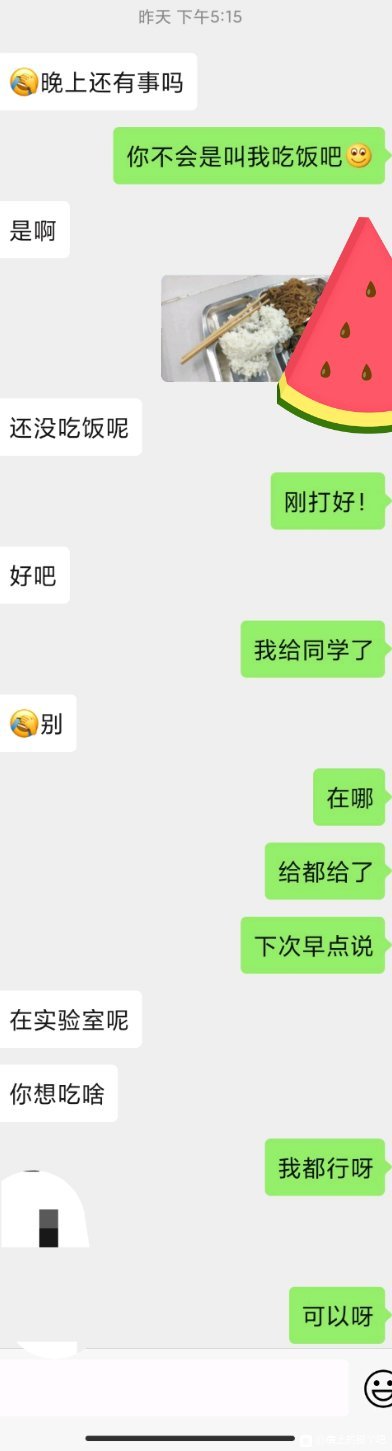 昨天 下午5:15
🤣晚上还有事吗
你不会是叫我吃饭吧🙂
是啊
还没吃饭呢
刚打好！
好吧
我给同学了
🤣别
在哪
给都给了
下次早点说
在实验室呢
你想吃啥
我都行呀
可以呀